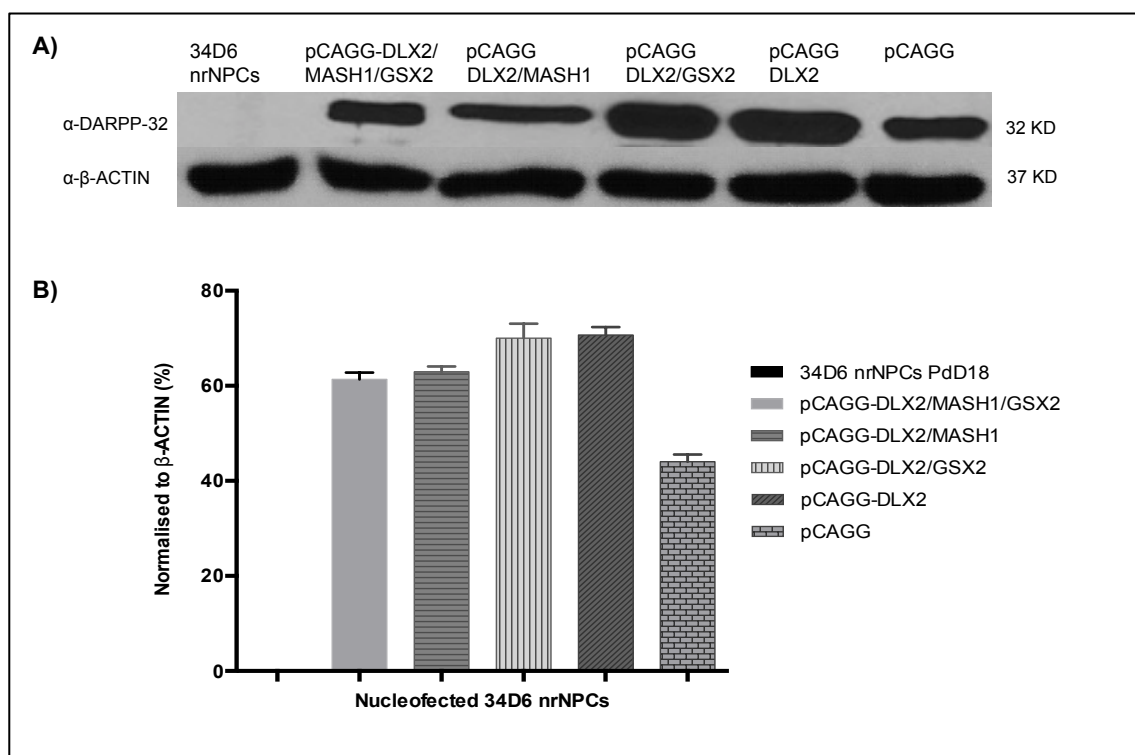 A)
34D6
nrNPCs
pCAGG-DLX2/
MASH1/GSX2
pCAGG
DLX2/MASH1
pCAGG
DLX2/GSX2
pCAGG
DLX2
pCAGG
α-DARPP-32
32 KD
α-β-ACTIN
37 KD
B)
Normalised to β-ACTIN (%)
80
60
40
20
0
Nucleofected 34D6 nrNPCs
34D6 nrNPCs PdD18
pCAGG-DLX2/MASH1/GSX2
pCAGG-DLX2/MASH1
pCAGG-DLX2/GSX2
pCAGG-DLX2
pCAGG